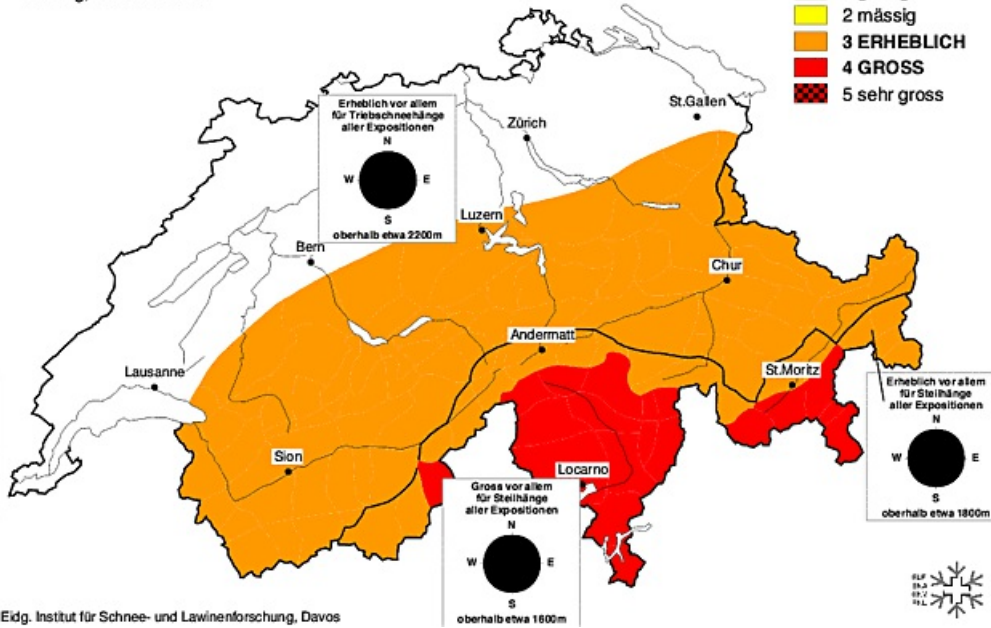 2 mässig
3 ERHEBLICH
4 GROSS
5 sehr gross
St.Gallen
Zürich
Erheblich vor allem
für Triebschneehänge
aller Expositionen
N
W E
S
oberhalb etwa 2200m
Luzern
Bern
Chur
Andermatt
Lausanne
St.Moritz
Erheblich vor allem
für Steilhänge
aller Expositionen
N
W E
S
oberhalb etwa 1800m
Sion
Locarno
Gross vor allem
für Steilhänge
aller Expositionen
N
W E
S
oberhalb etwa 1600m
Eidg. Institut für Schnee- und Lawinenforschung, Davos
SLF